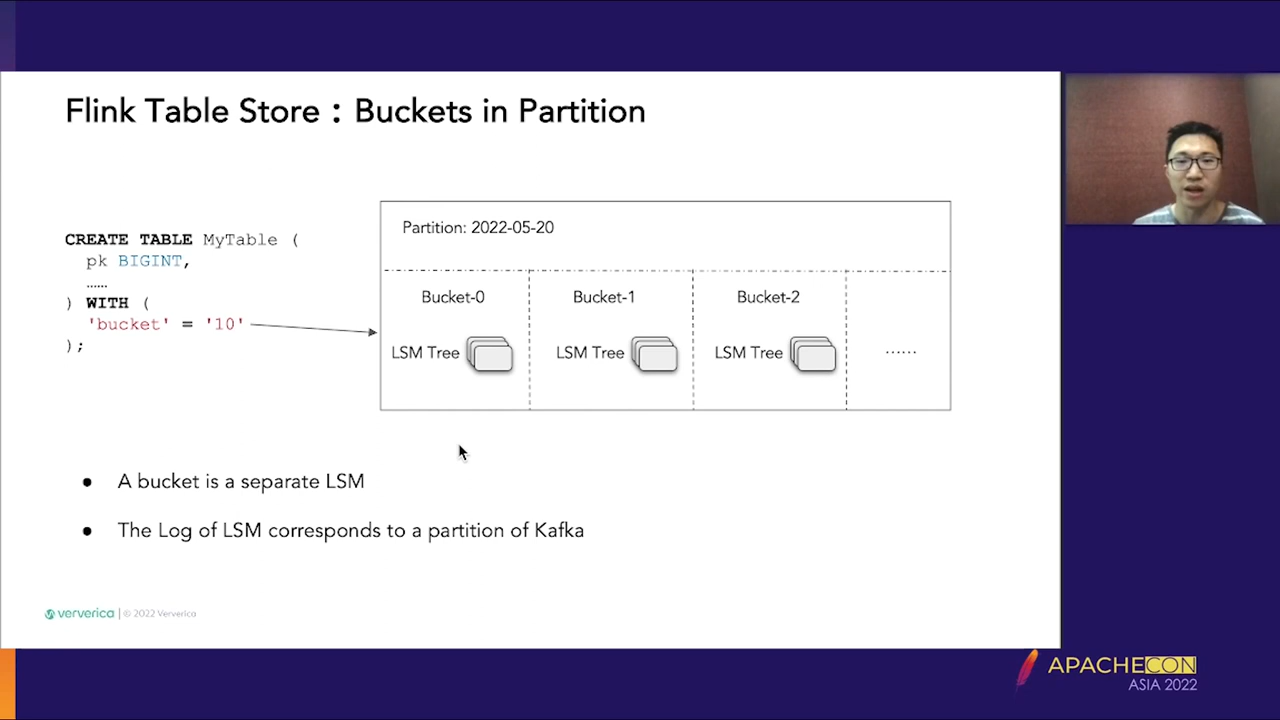 Flink Table Store：Buckets in Partition
CREATE TABLE MyTable (
pk BIGINT,
……
) WITH (
'bucket' = '10'
);
Partition: 2022-05-20
Bucket-0
Bucket-1
Bucket-2
LSM Tree
LSM Tree
LSM Tree
……
● A bucket is a separate LSM
● The Log of LSM corresponds to a partition of Kafka
ververica | © 2022 Ververica
APACHECON
ASIA 2022